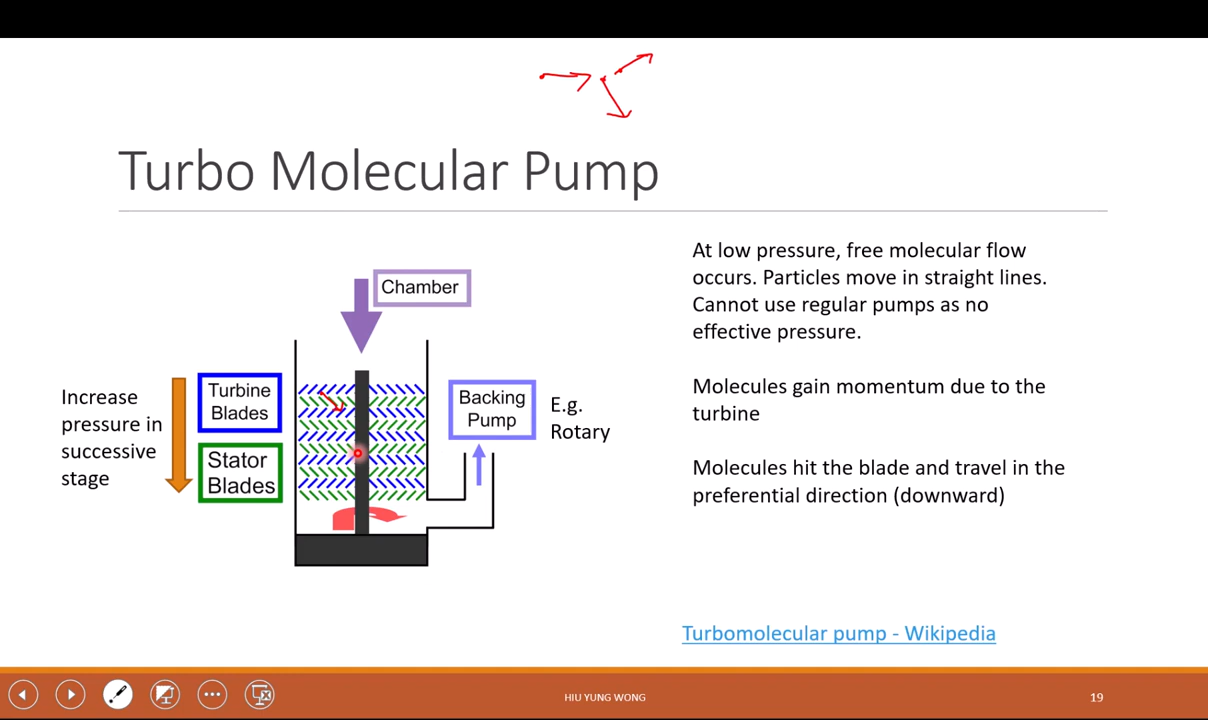 Turbo Molecular Pump
Chamber
Increase
pressure in
successive
stage
Turbine
Blades
Stator
Blades
Backing
Pump
E.g.
Rotary
At low pressure, free molecular flow
occurs. Particles move in straight lines.
Cannot use regular pumps as no
effective pressure.
Molecules gain momentum due to the
turbine
Molecules hit the blade and travel in the
preferential direction (downward)
Turbomolecular pump - Wikipedia
HIU YUNG WONG
19